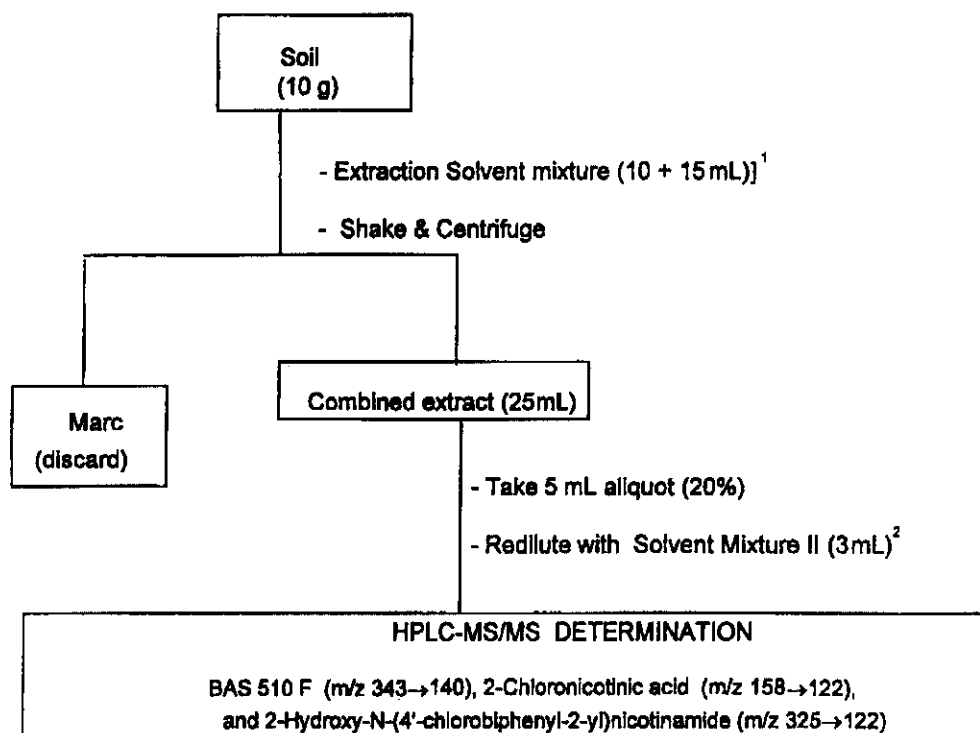 Soil
(10 g)
- Extraction Solvent mixture (10 + 15 mL)]¹
- Shake & Centrifuge
Marc
(discard)
Combined extract (25mL)
- Take 5 mL aliquot (20%)
- Redilute with Solvent Mixture II (3mL)²
HPLC-MS/MS DETERMINATION
BAS 510 F (m/z 343→140), 2-Chloronicotinic acid (m/z 158→122),
and 2-Hydroxy-N-(4'-chlorobiphenyl-2-yl)nicotinamide (m/z 325→122)